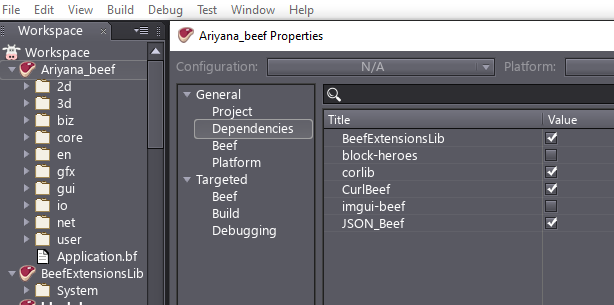 File Edit View Build Debug Test Window Help
Workspace
Workspace
Ariyana_beef
2d
3d
biz
core
en
gfx
gui
io
net
user
Application.bf
BeefExtensionsLib
System
Ariyana_beef Properties
Configuration: N/A Platform:
General
Project
Dependencies
Beef
Platform
Targeted
Beef
Build
Debugging
Title Value
BeefExtensionsLib
block-heroes
corlib
CurlBeef
imgui-beef
JSON_Beef